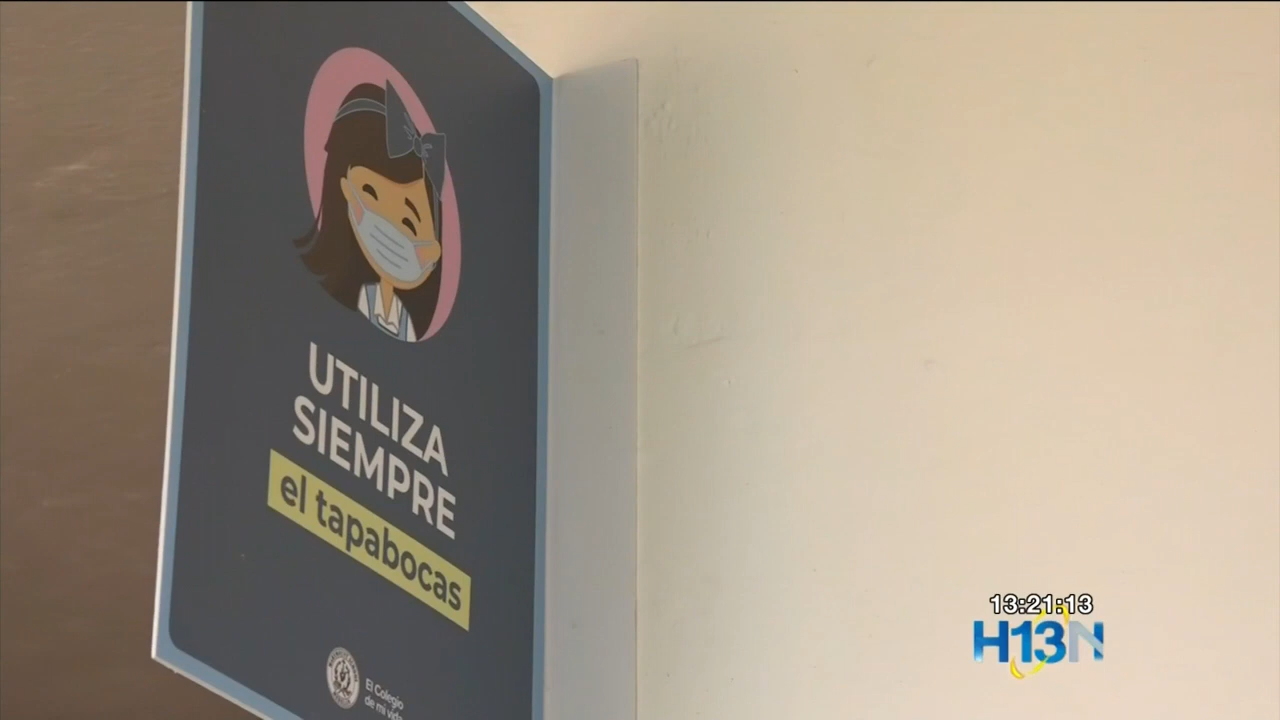 UTILIZA
SIEMPRE
el tapabocas
El Colegio
de mi vida
13:21:13
H13N